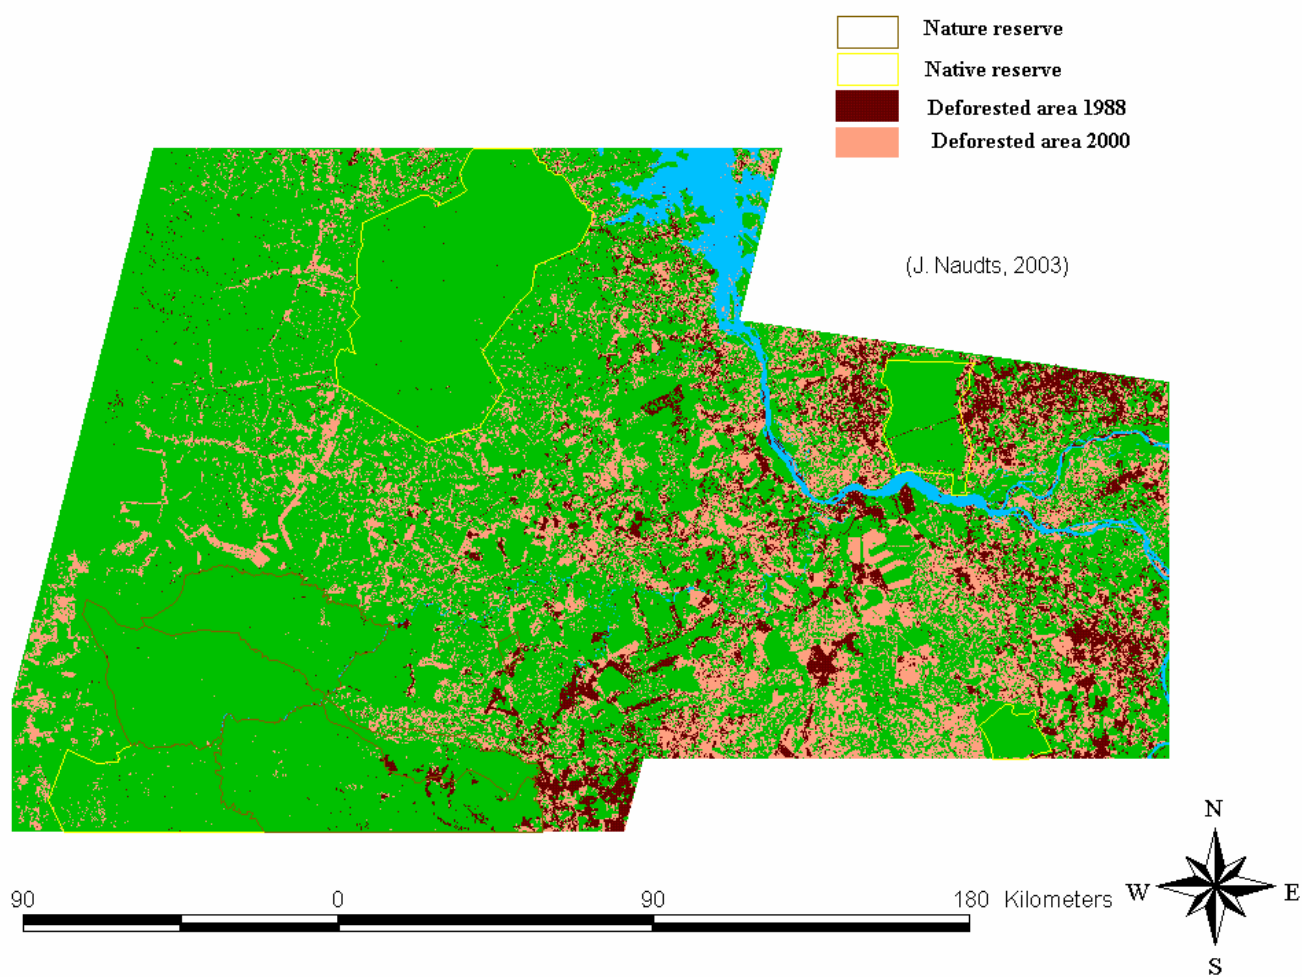 Nature reserve
Native reserve
Deforested area 1988
Deforested area 2000
(J. Naudts, 2003)
N
W E
S
90 0 90 180 Kilometers